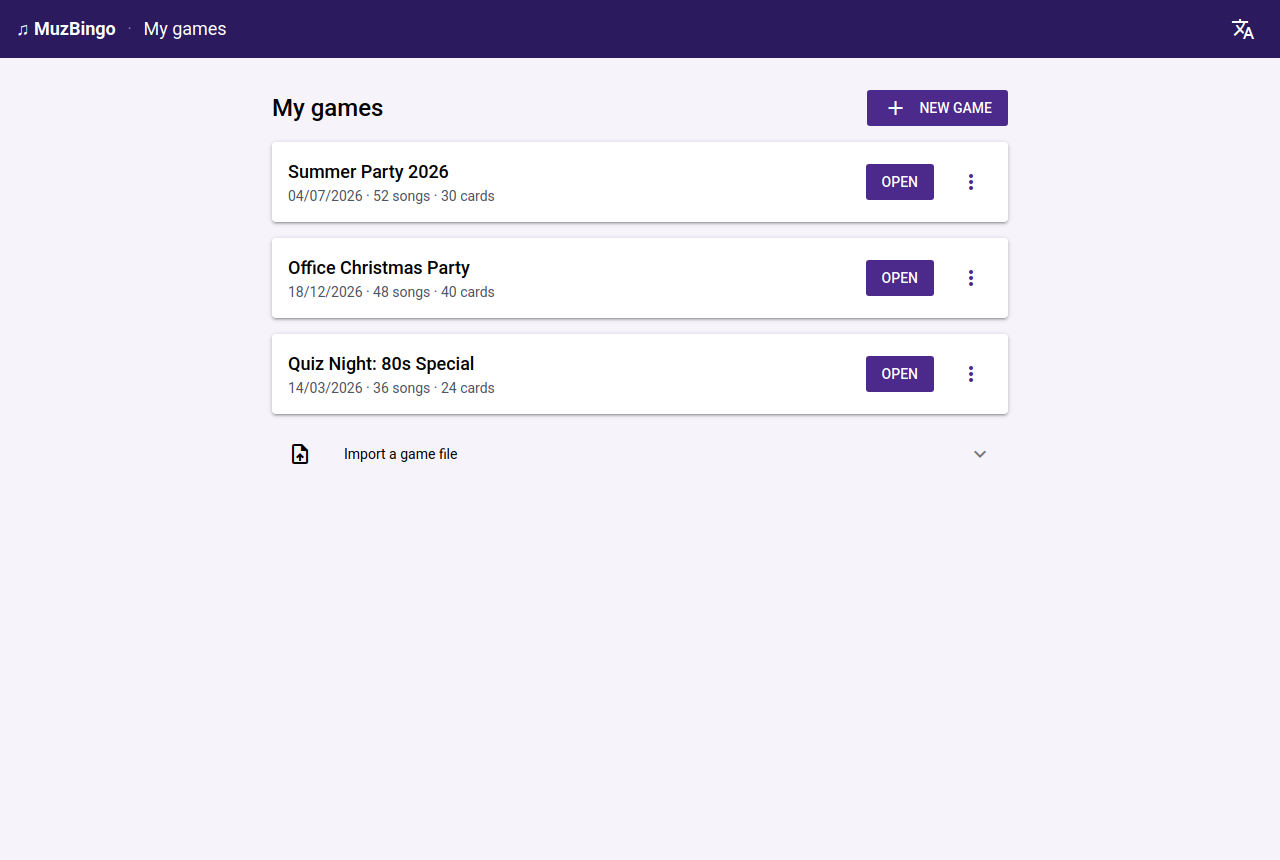 ♫ MuzBingo · My games
My games
NEW GAME
Summer Party 2026
04/07/2026 · 52 songs · 30 cards
OPEN
Office Christmas Party
18/12/2026 · 48 songs · 40 cards
OPEN
Quiz Night: 80s Special
14/03/2026 · 36 songs · 24 cards
OPEN
Import a game file